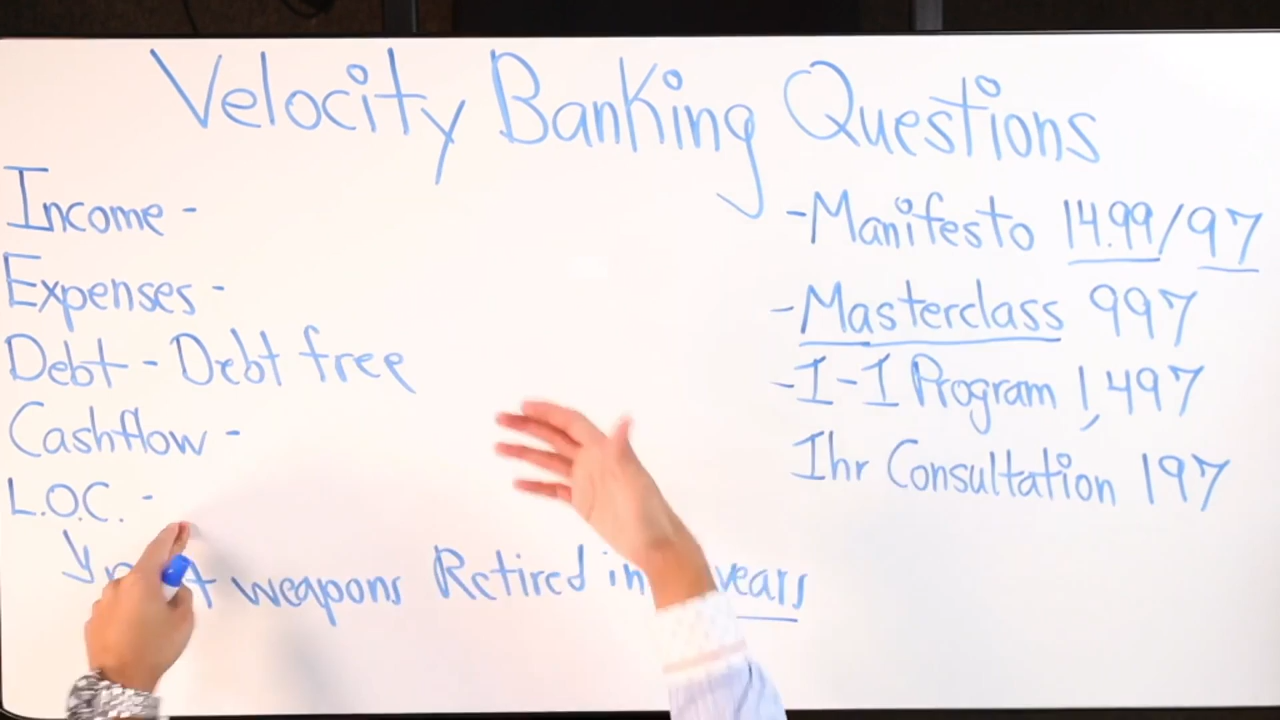 Velocity Banking Questions
Income -
Expenses -
Debt - Debt free
Cashflow -
L.O.C. -
weapons Retired in years
- Manifesto 14.99/97
- Masterclass 997
- 1-1 Program 1,497
1hr Consultation 197